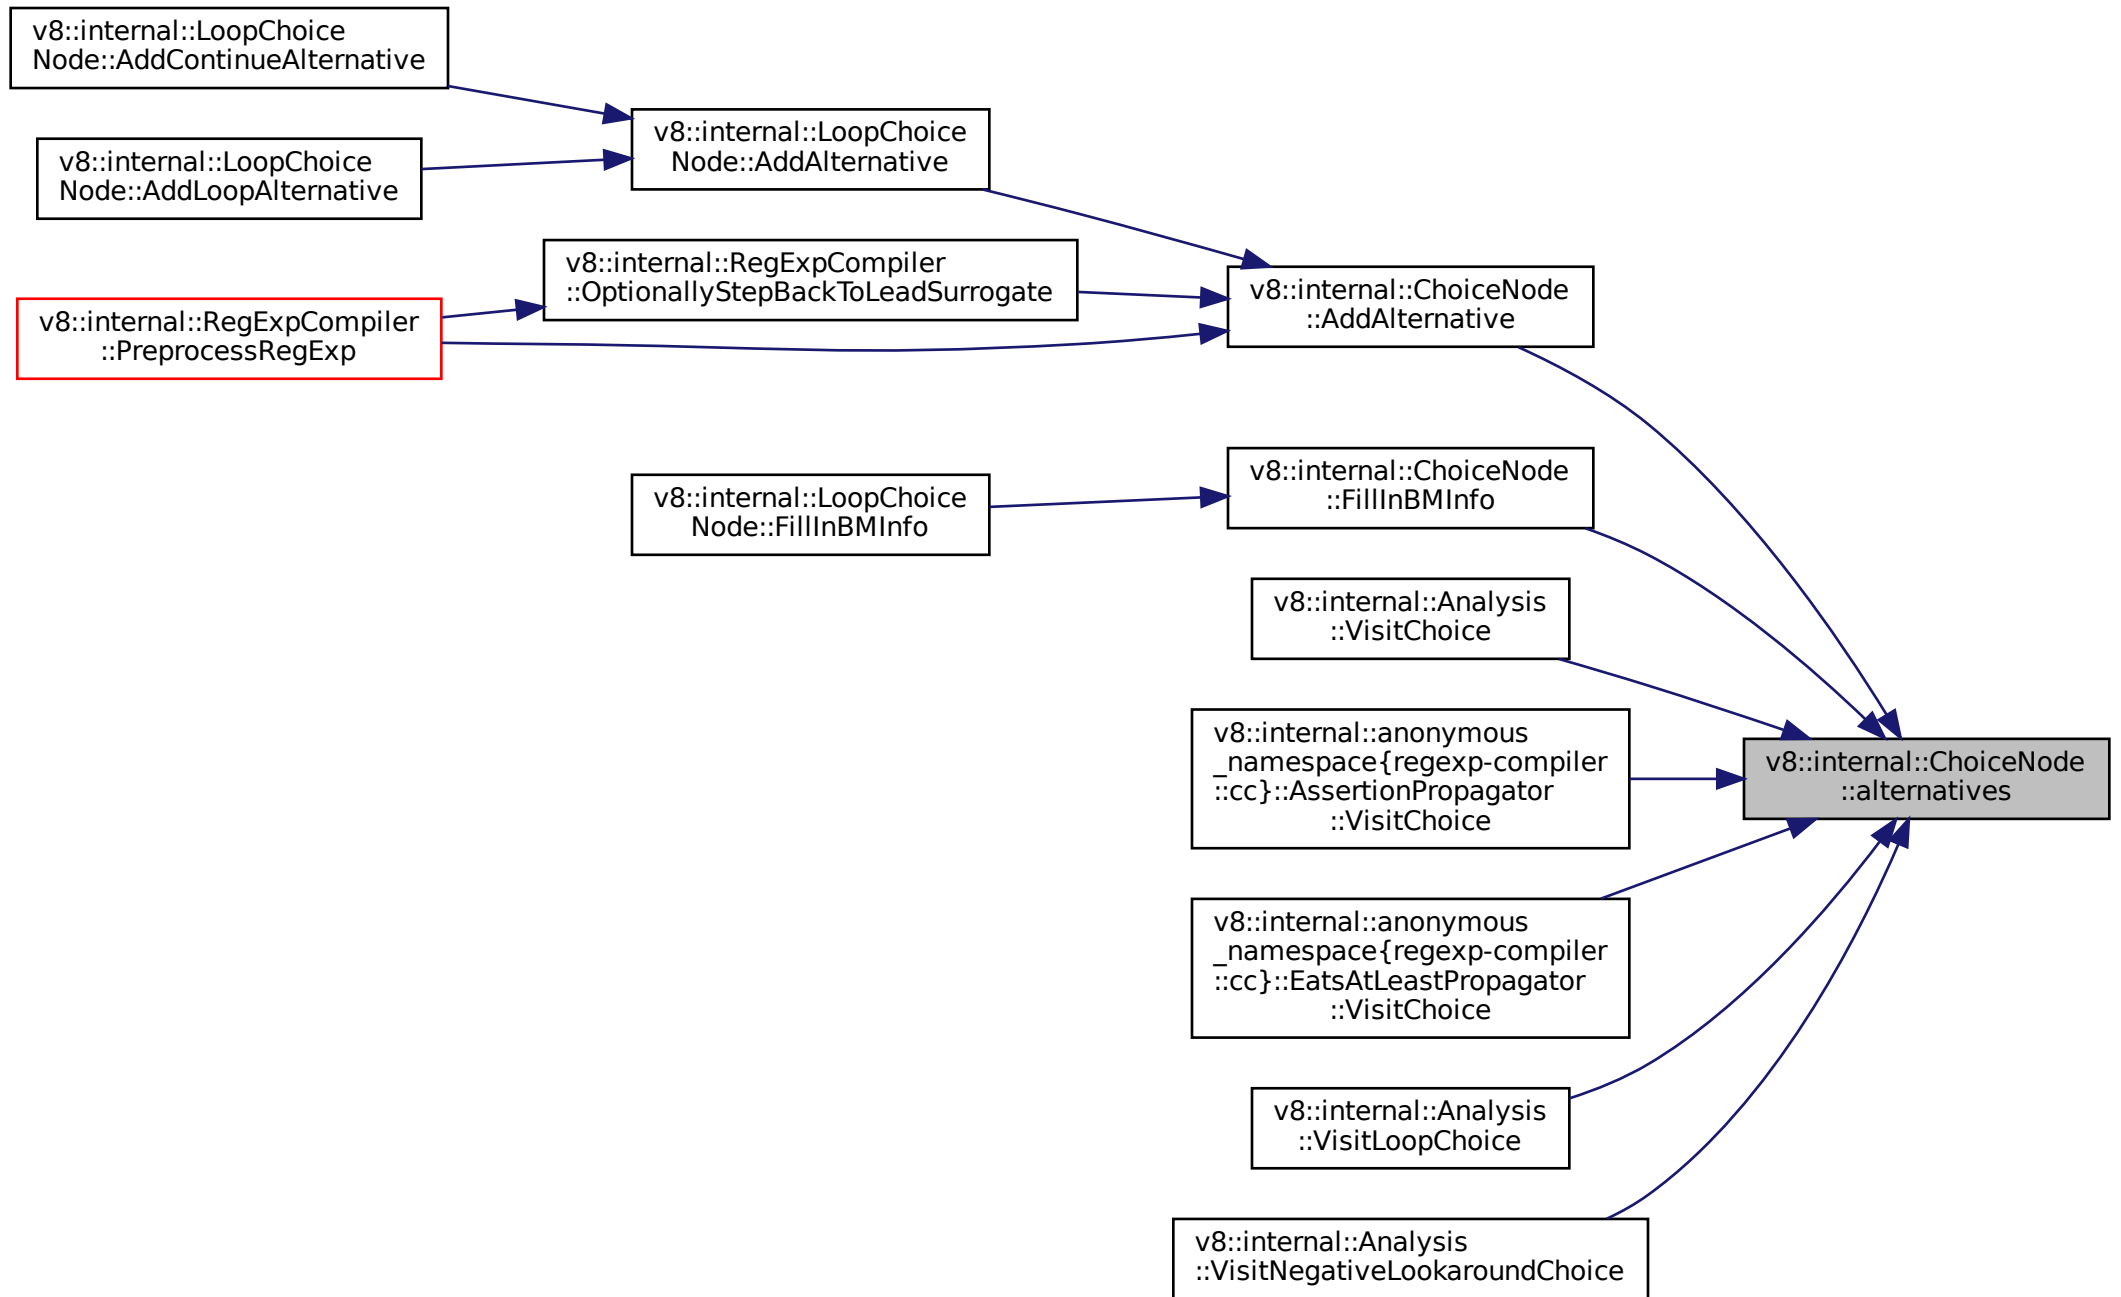 v8::internal::LoopChoice
Node::AddContinueAlternative
v8::internal::LoopChoice
Node::AddAlternative
v8::internal::LoopChoice
Node::AddLoopAlternative
v8::internal::RegExpCompiler
::OptionallyStepBackToLeadSurrogate
v8::internal::ChoiceNode
::AddAlternative
v8::internal::RegExpCompiler
::PreprocessRegExp
v8::internal::ChoiceNode
::FillInBMInfo
v8::internal::LoopChoice
Node::FillInBMInfo
v8::internal::Analysis
::VisitChoice
v8::internal::anonymous
_namespace{regexp-compiler
::cc}::AssertionPropagator
::VisitChoice
v8::internal::ChoiceNode
::alternatives
v8::internal::anonymous
_namespace{regexp-compiler
::cc}::EatsAtLeastPropagator
::VisitChoice
v8::internal::Analysis
::VisitLoopChoice
v8::internal::Analysis
::VisitNegativeLookaroundChoice